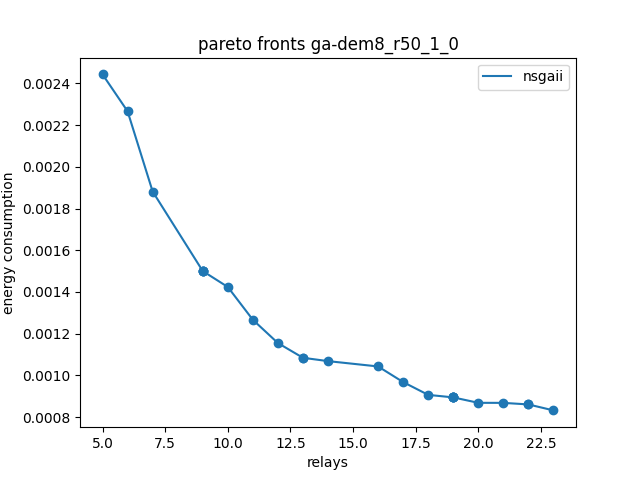 pareto fronts ga-dem8_r50_1_0
nsgaii
0.0024
0.0022
0.0020
0.0018
0.0016
0.0014
0.0012
0.0010
0.0008
energy consumption
5.0 7.5 10.0 12.5 15.0 17.5 20.0 22.5
relays